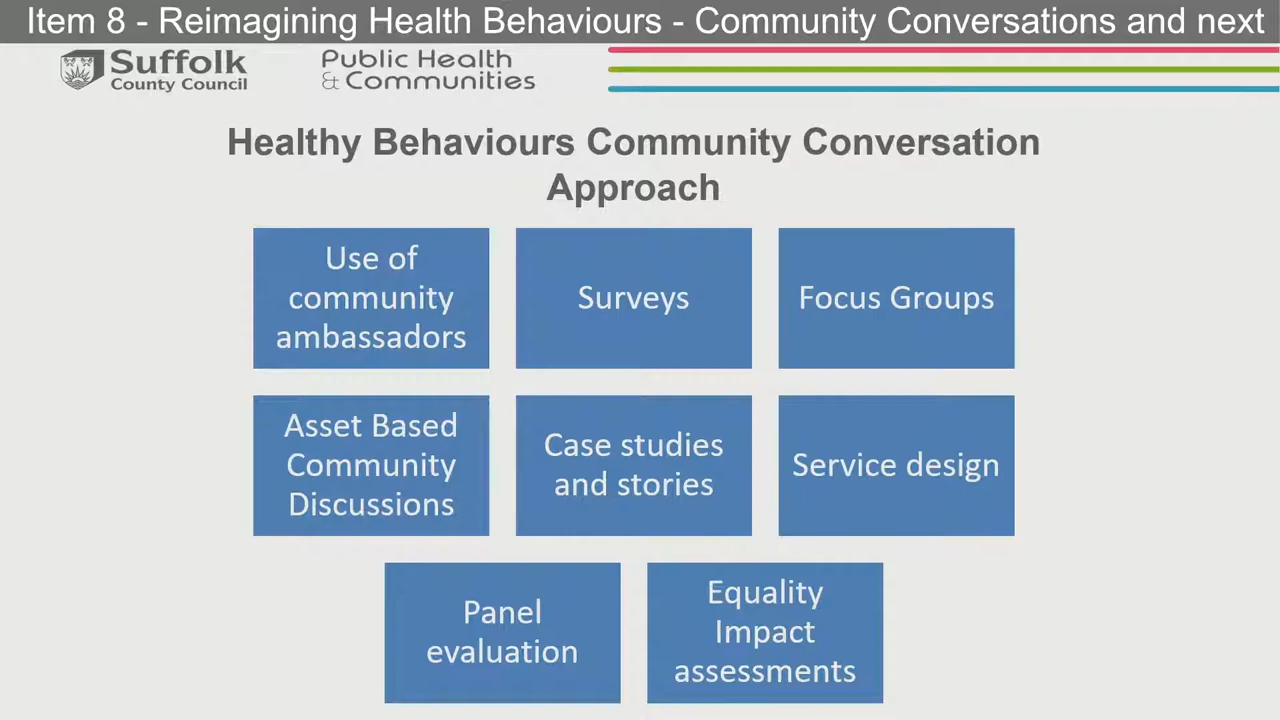 Item 8 - Reimagining Health Behaviours - Community Conversations and next
Suffolk
County Council
Public Health
& Communities
Healthy Behaviours Community Conversation
Approach
Use of
community
ambassadors
Surveys
Focus Groups
Asset Based
Community
Discussions
Case studies
and stories
Service design
Panel
evaluation
Equality
Impact
assessments